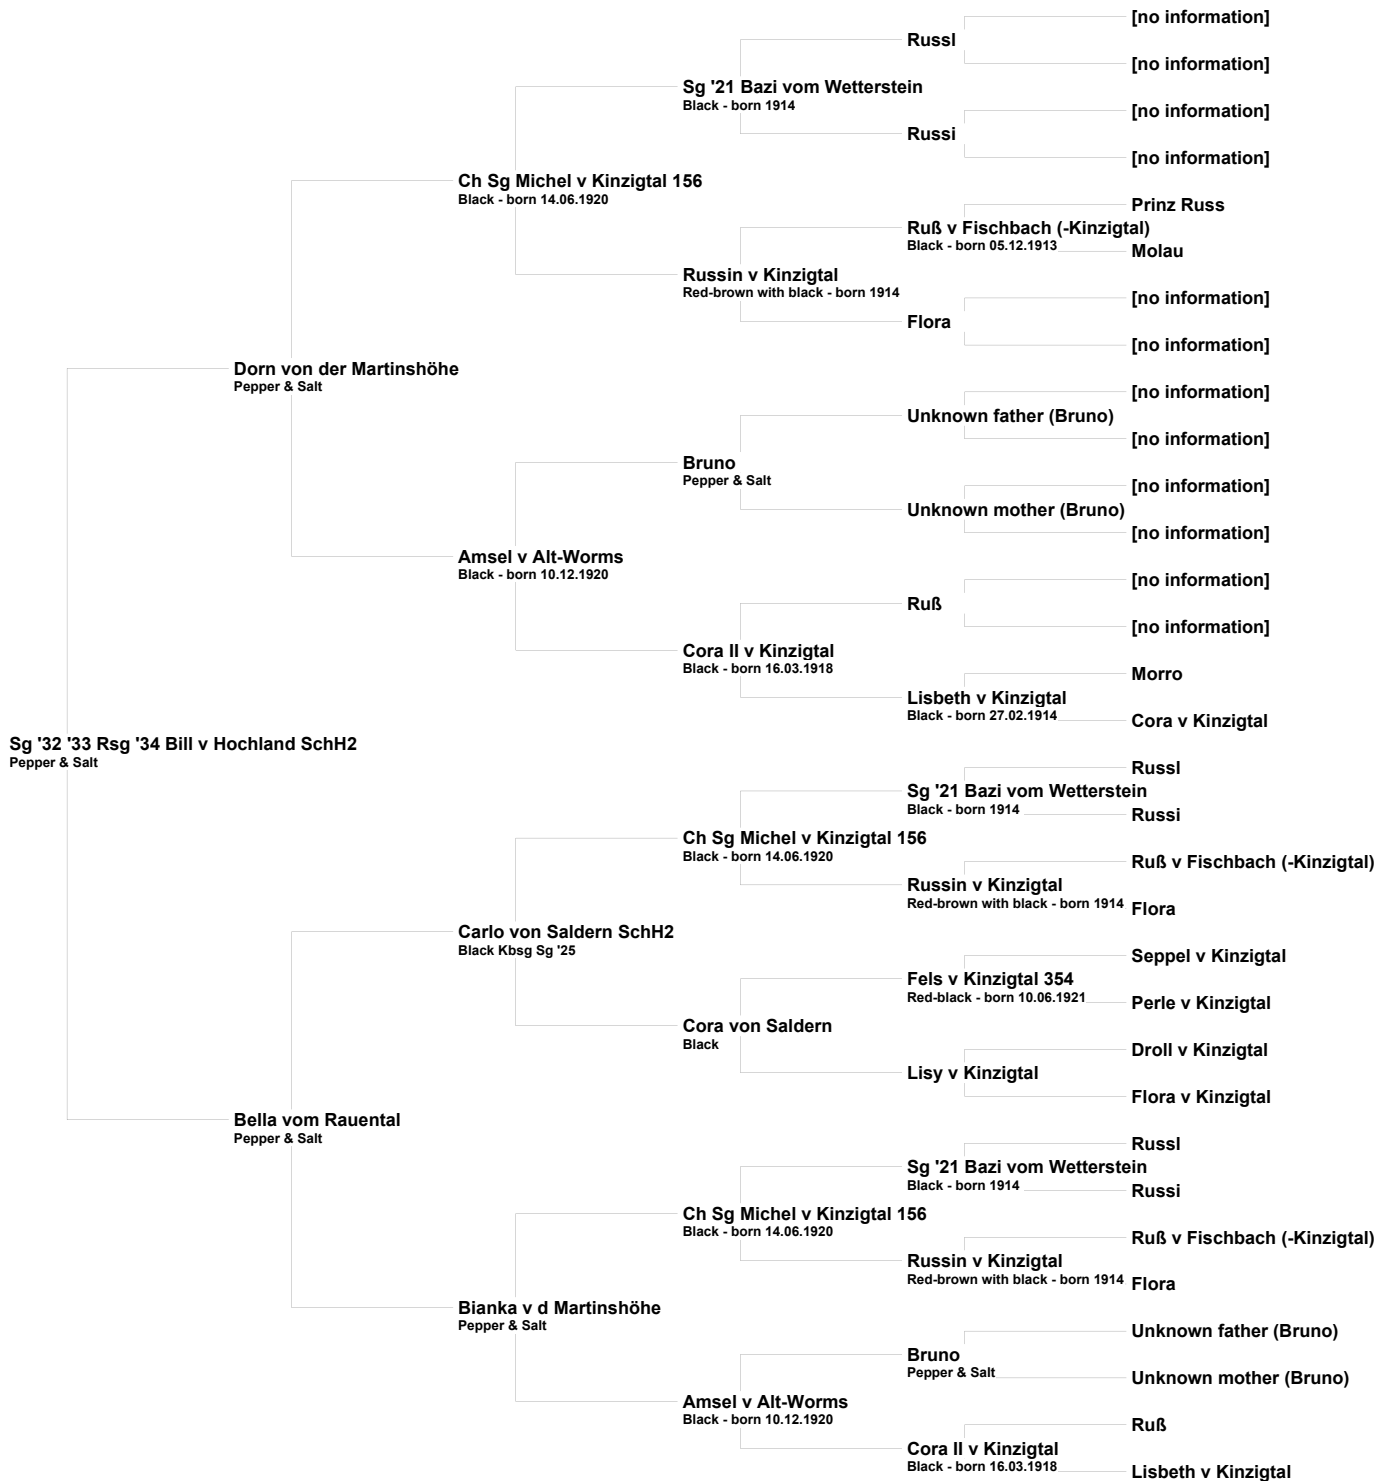 [no information]
Russl
[no information]
Sg '21 Bazi vom Wetterstein
Black - born 1914
[no information]
Russi
[no information]
Ch Sg Michel v Kinzigtal 156
Black - born 14.06.1920
Prinz Russ
Ruß v Fischbach (-Kinzigtal)
Black - born 05.12.1913
Molau
Russin v Kinzigtal
Red-brown with black - born 1914
[no information]
Flora
[no information]
Dorn von der Martinshöhe
Pepper & Salt
[no information]
Unknown father (Bruno)
[no information]
Bruno
Pepper & Salt
[no information]
Unknown mother (Bruno)
[no information]
Amsel v Alt-Worms
Black - born 10.12.1920
[no information]
Ruß
[no information]
Cora II v Kinzigtal
Black - born 16.03.1918
Morro
Lisbeth v Kinzigtal
Black - born 27.02.1914
Cora v Kinzigtal
Sg '32 '33 Rsg '34 Bill v Hochland SchH2
Pepper & Salt
Russl
Sg '21 Bazi vom Wetterstein
Black - born 1914
Russi
Ch Sg Michel v Kinzigtal 156
Black - born 14.06.1920
Ruß v Fischbach (-Kinzigtal)
Russin v Kinzigtal
Red-brown with black - born 1914
Flora
Carlo von Saldern SchH2
Black Kbsg Sg '25
Seppel v Kinzigtal
Fels v Kinzigtal 354
Red-black - born 10.06.1921
Perle v Kinzigtal
Cora von Saldern
Black
Droll v Kinzigtal
Lisy v Kinzigtal
Flora v Kinzigtal
Bella vom Rauental
Pepper & Salt
Russl
Sg '21 Bazi vom Wetterstein
Black - born 1914
Russi
Ch Sg Michel v Kinzigtal 156
Black - born 14.06.1920
Ruß v Fischbach (-Kinzigtal)
Russin v Kinzigtal
Red-brown with black - born 1914
Flora
Bianka v d Martinshöhe
Pepper & Salt
Unknown father (Bruno)
Bruno
Pepper & Salt
Unknown mother (Bruno)
Amsel v Alt-Worms
Black - born 10.12.1920
Ruß
Cora II v Kinzigtal
Black - born 16.03.1918
Lisbeth v Kinzigtal